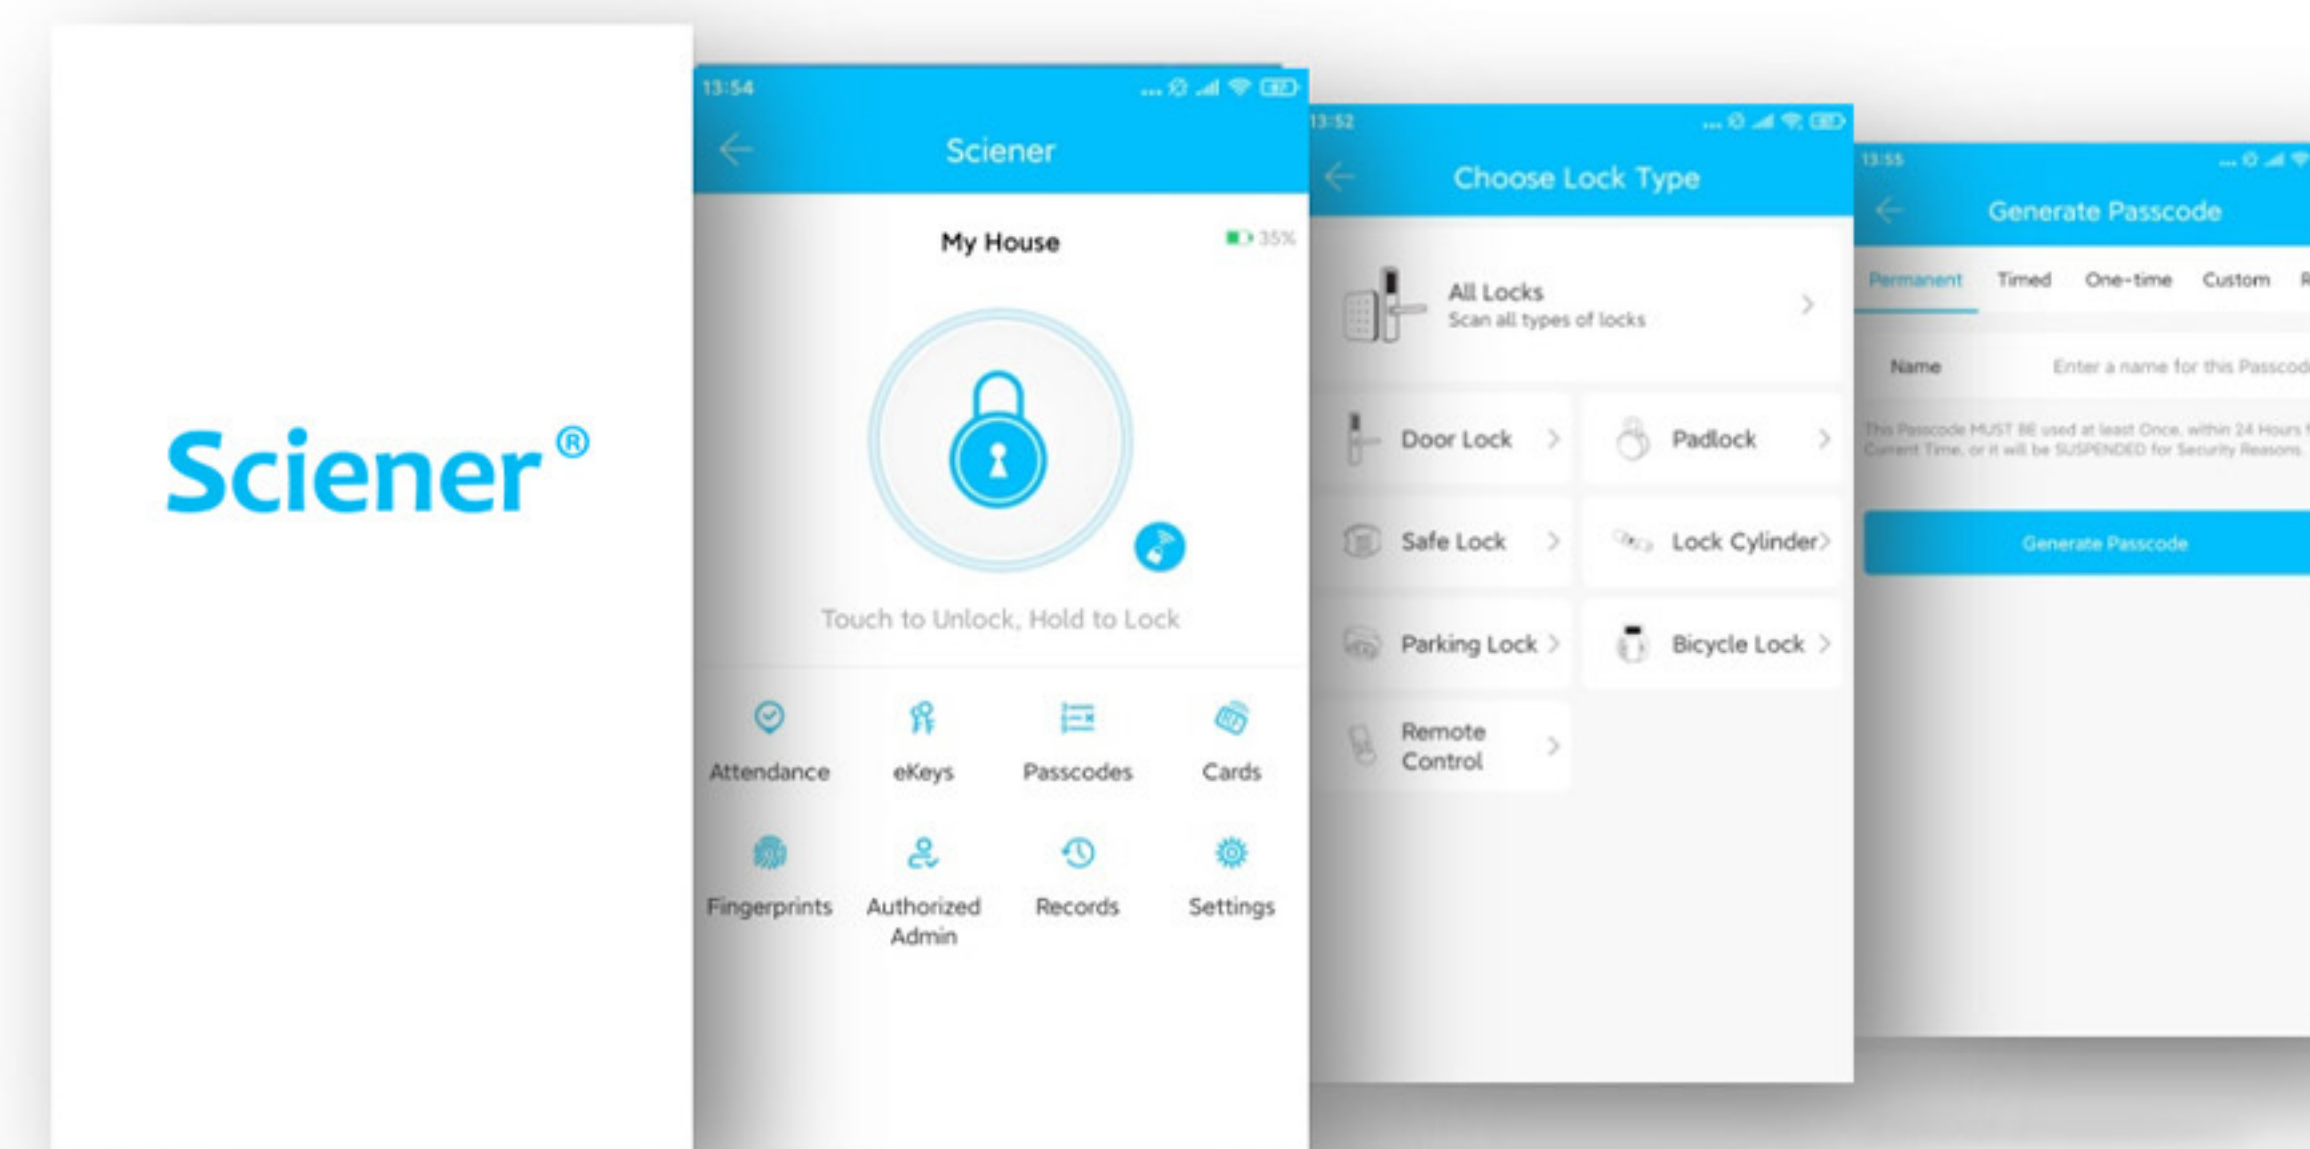 Sciener®
13:54
Sciener
My House
35%
Touch to Unlock, Hold to Lock
Attendance
eKeys
Passcodes
Cards
Fingerprints
Authorized
Admin
Records
Settings
13:52
Choose Lock Type
All Locks
Scan all types of locks
Door Lock
Padlock
Safe Lock
Lock Cylinder
Parking Lock
Bicycle Lock
Remote
Control
13:55
Generate Passcode
Permanent
Timed
One-time
Custom
Name
Enter a name for this
This Passcode MUST BE used at least Once, within 24 Hours
Current Time, or it will be SUSPENDED for Security Reasons.
Generate Passcode